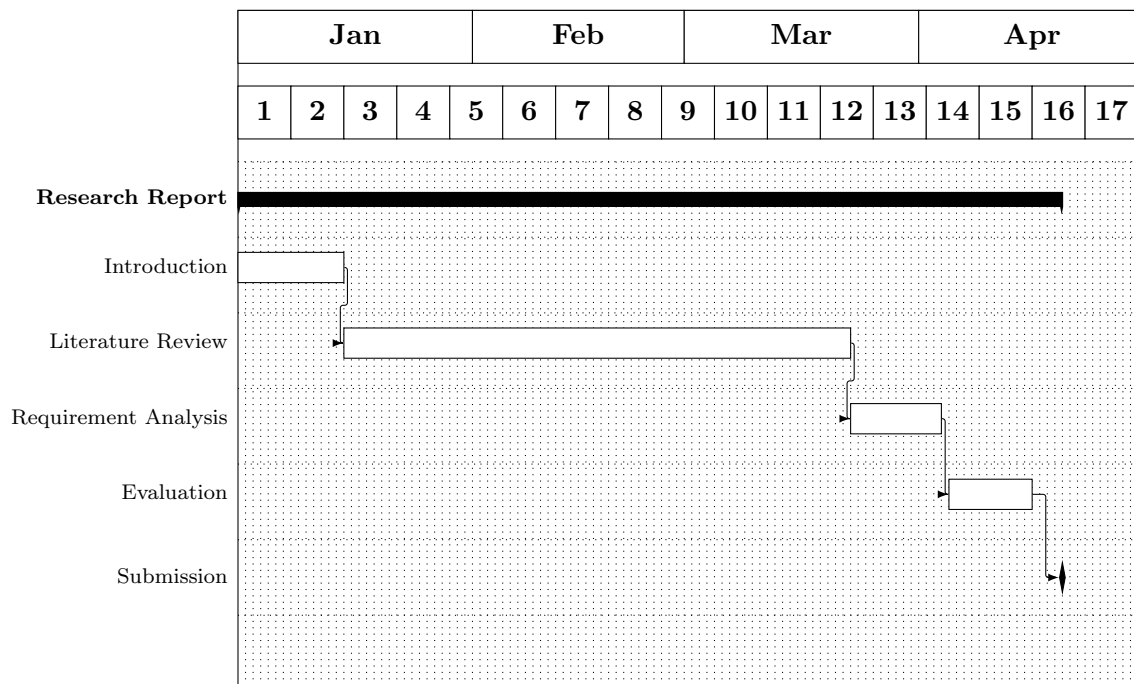 Jan Feb Mar Apr
1 2 3 4 5 6 7 8 9 10 11 12 13 14 15 16 17
Research Report
Introduction
Literature Review
Requirement Analysis
Evaluation
Submission